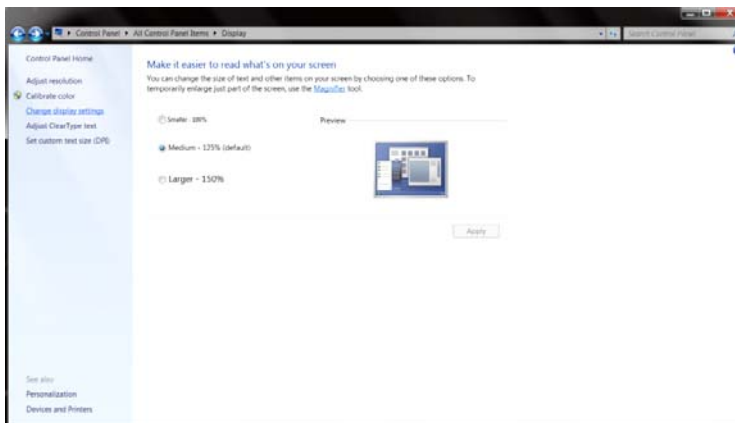 Control Panel ▸ All Control Panel Items ▸ Display
Search Control Panel
Control Panel Home
Adjust resolution
Calibrate color
Change display settings
Adjust ClearType text
Set custom text size (DPI)
Make it easier to read what's on your screen
You can change the size of text and other items on your screen by choosing one of these options. To
temporarily enlarge just part of the screen, use the Magnifier tool.
Smaller - 100%
Preview
Medium - 125% (default)
Larger - 150%
Apply
See also
Personalization
Devices and Printers